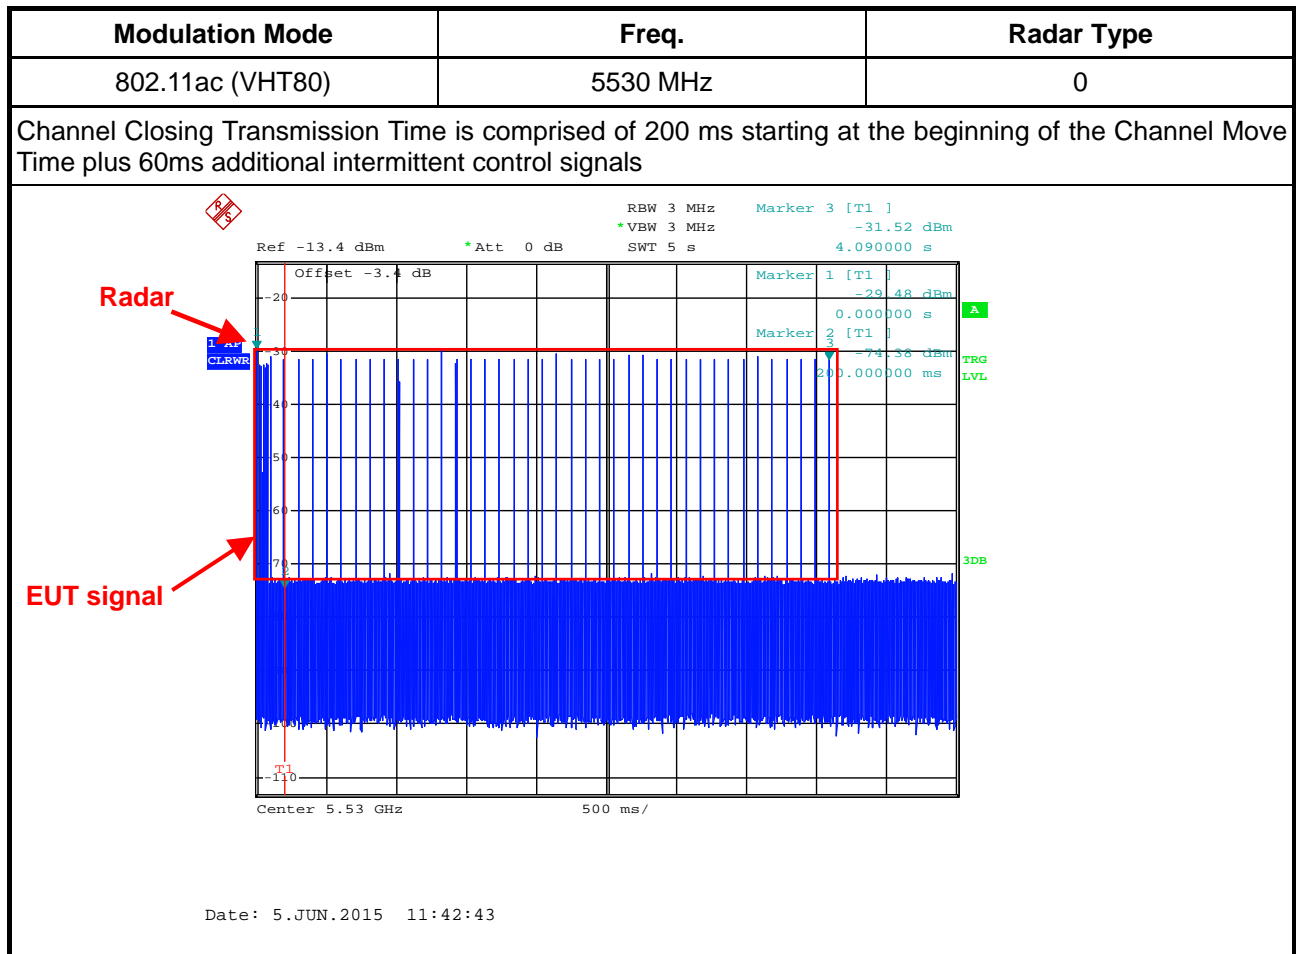 Modulation Mode Freq. Radar Type
802.11ac (VHT80) 5530 MHz 0
Channel Closing Transmission Time is comprised of 200 ms starting at the beginning of the Channel Move
Time plus 60ms additional intermittent control signals
R&S
RBW 3 MHz Marker 3 [T1 ]
*VBW 3 MHz -31.52 dBm
Ref -13.4 dBm *Att 0 dB SWT 5 s 4.090000 s
Offset -3.4 dB Marker 1 [T1 ]
-20 -29.48 dBm
Radar
0.000000 s A
1 Marker 2 [T1 ]
1 AP 3
-30 -74.38 dBm TRG
CLRWR 200.000000 ms LVL
-40
-50
-60
-70 3DB
2
EUT signal
-100
T1
-110
Center 5.53 GHz 500 ms/
Date: 5.JUN.2015 11:42:43